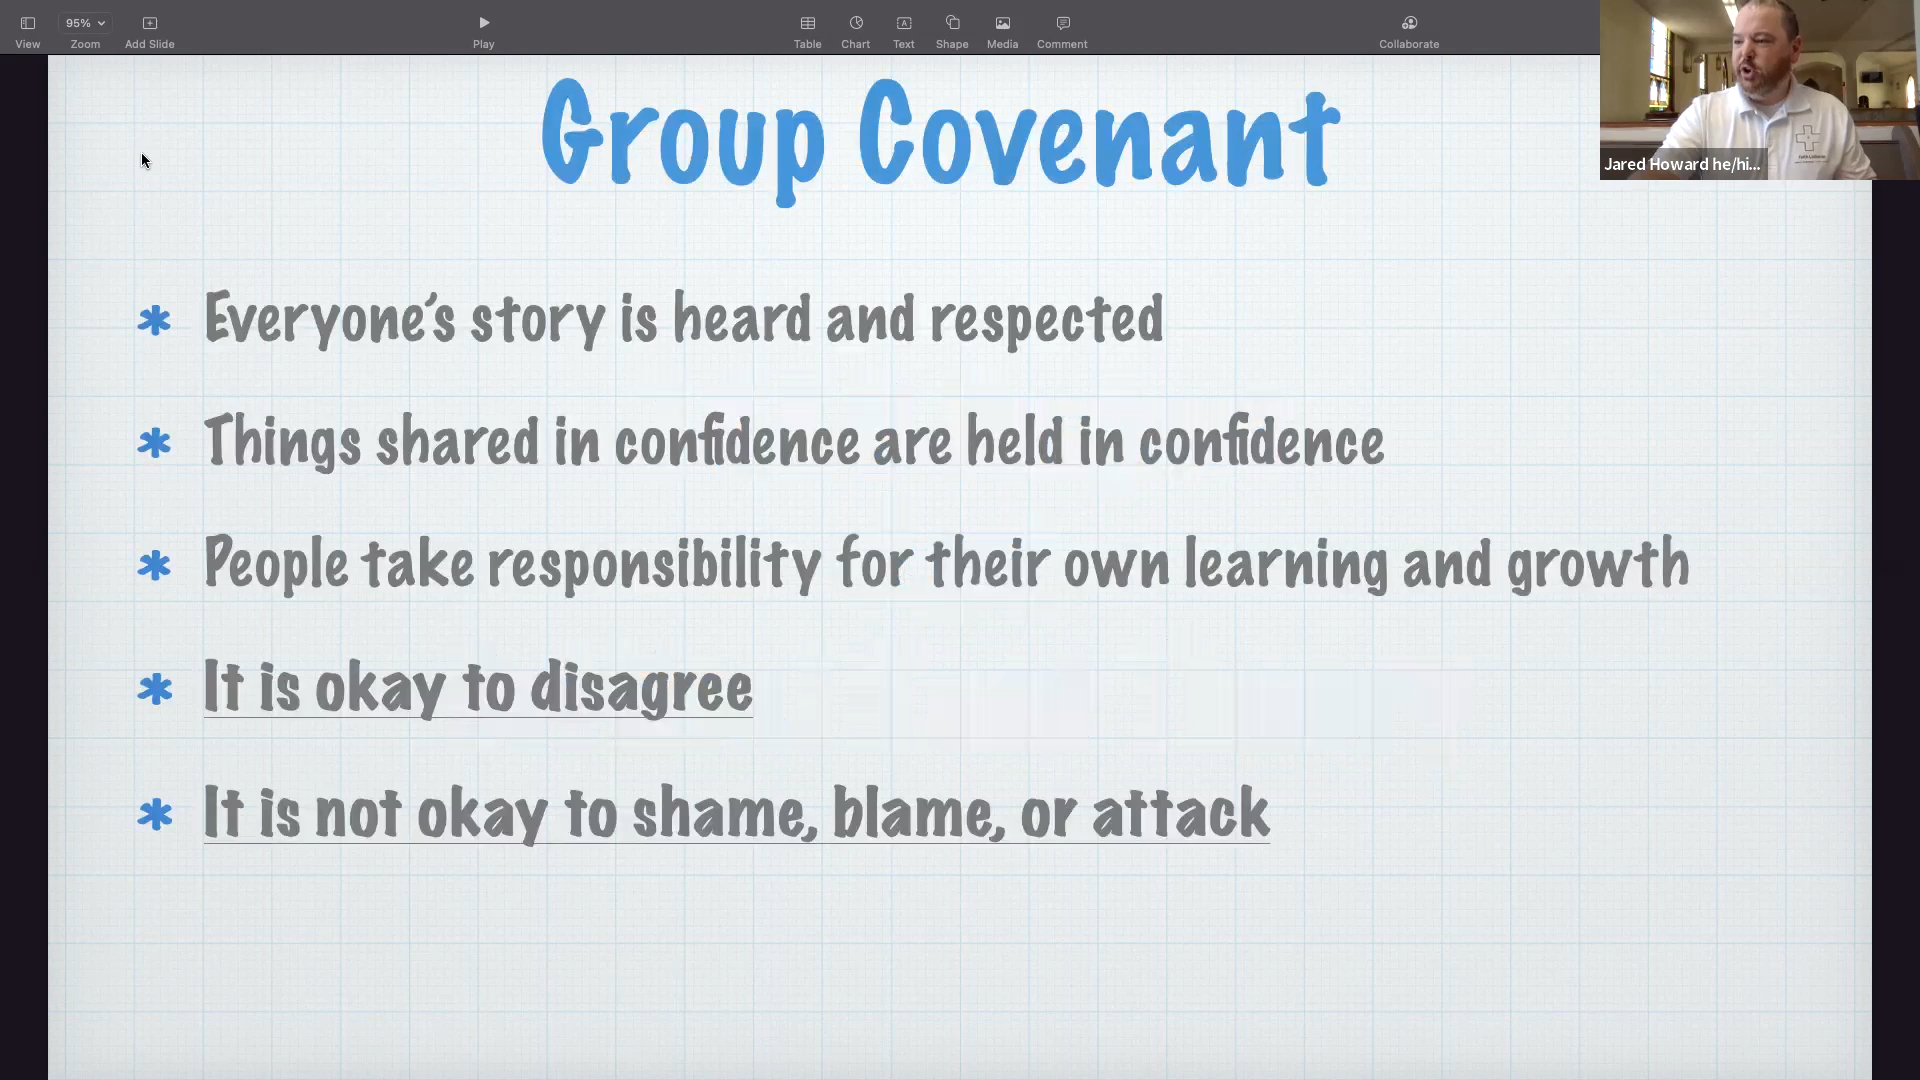 95%
View
Zoom
Add Slide
Play
Table
Chart
Text
Shape
Media
Comment
Collaborate
Jared Howard he/hi...
Group Covenant
* Everyone’s story is heard and respected
* Things shared in confidence are held in confidence
* People take responsibility for their own learning and growth
* It is okay to disagree
* It is not okay to shame, blame, or attack